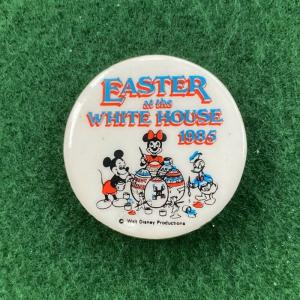 EASTER
at the
WHITE HOUSE
1985
© Walt Disney Productions